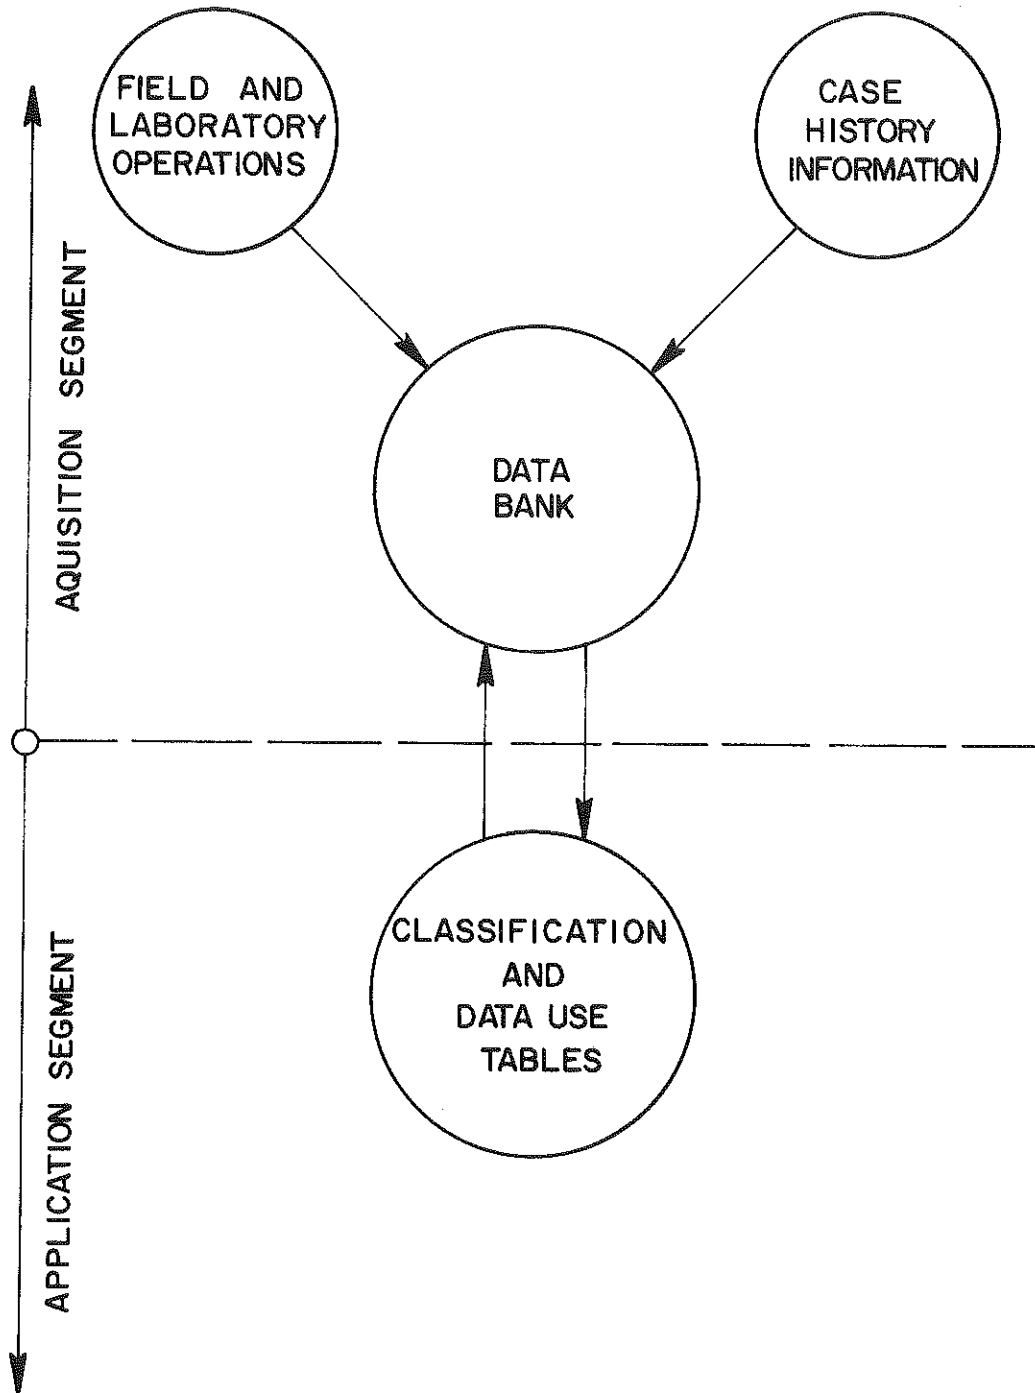 FIELD AND
LABORATORY
OPERATIONS
CASE
HISTORY
INFORMATION
AQUISITION SEGMENT
DATA
BANK
CLASSIFICATION
AND
DATA USE
TABLES
APPLICATION SEGMENT